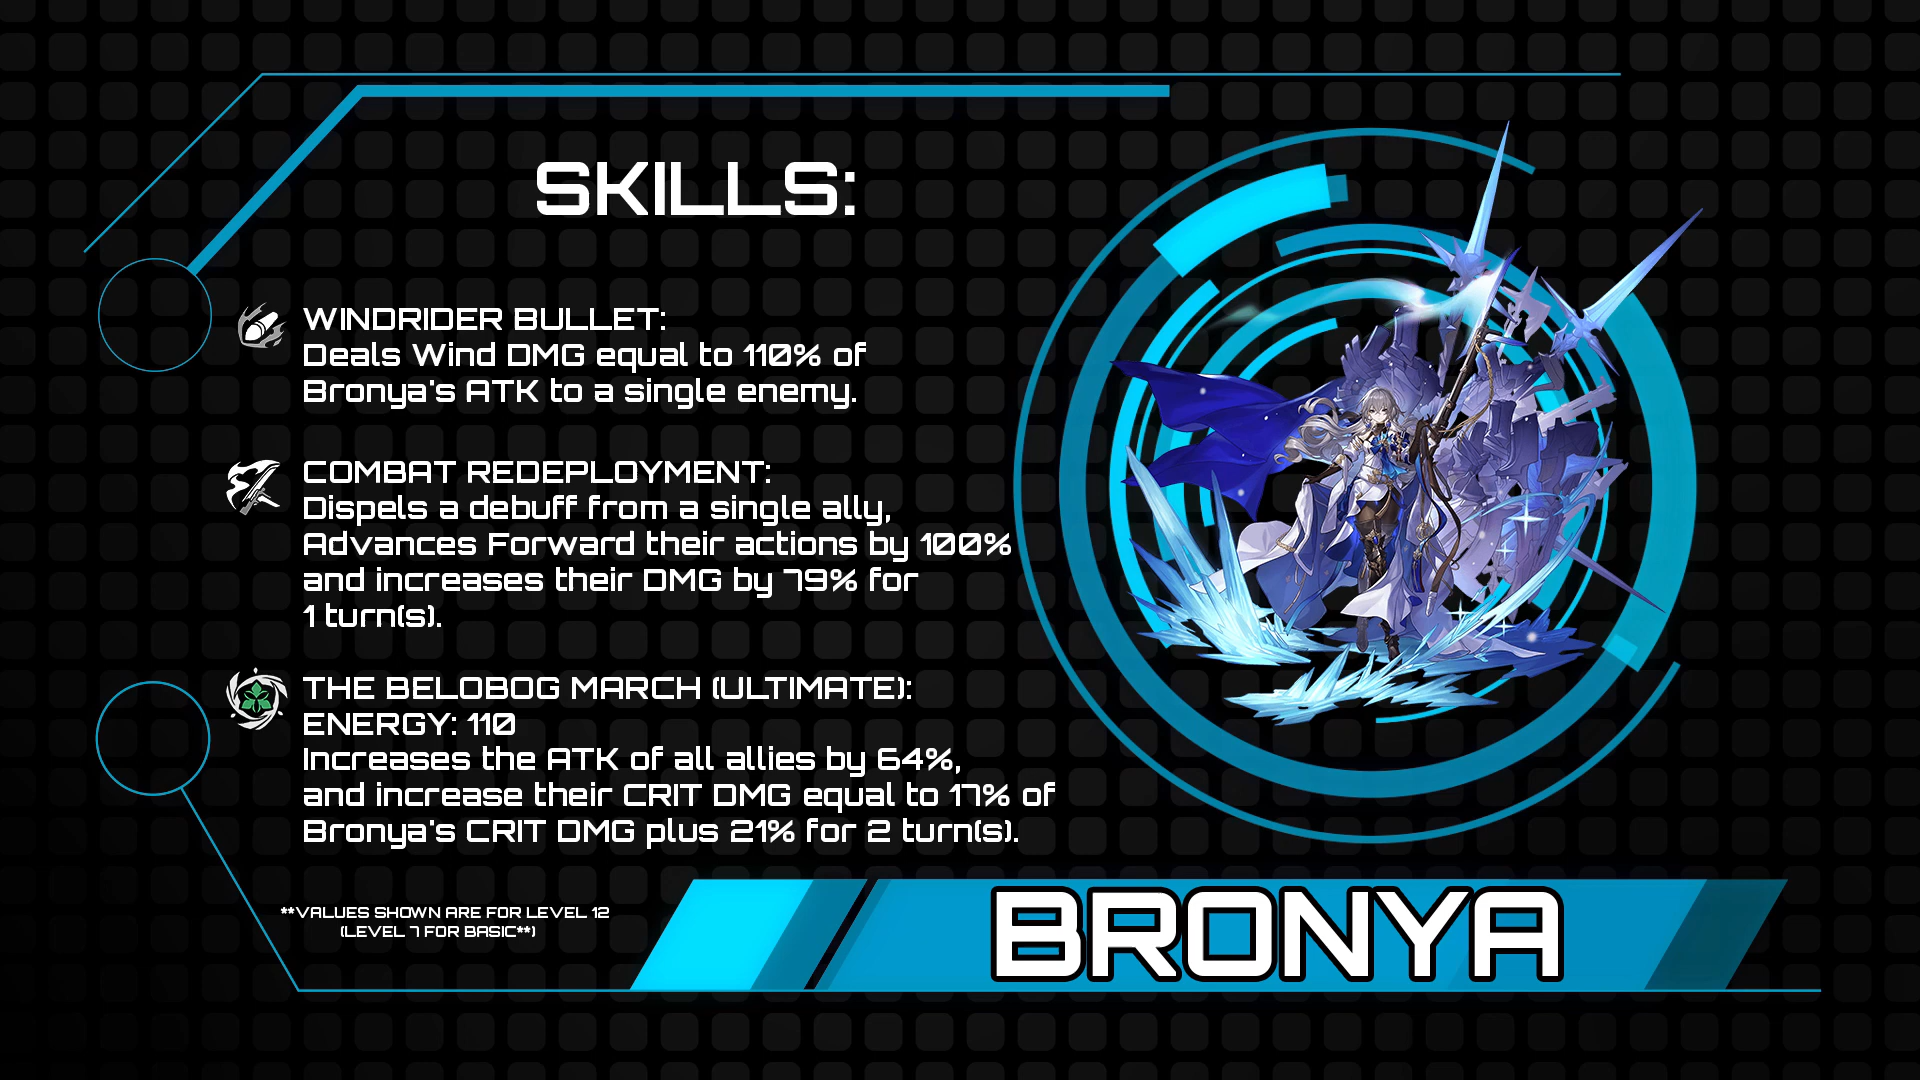 SKILLS:
WINDRIDER BULLET:
Deals Wind DMG equal to 110% of
Bronya's ATK to a single enemy.
COMBAT REDEPLOYMENT:
Dispels a debuff from a single ally,
Advances Forward their actions by 100%
and increases their DMG by 79% for
1 turn(s).
THE BELOBOG MARCH (ULTIMATE):
ENERGY: 110
Increases the ATK of all allies by 64%,
and increase their CRIT DMG equal to 17% of
Bronya's CRIT DMG plus 21% for 2 turn(s).
**VALUES SHOWN ARE FOR LEVEL 12
(LEVEL 7 FOR BASIC**)
BRONYA